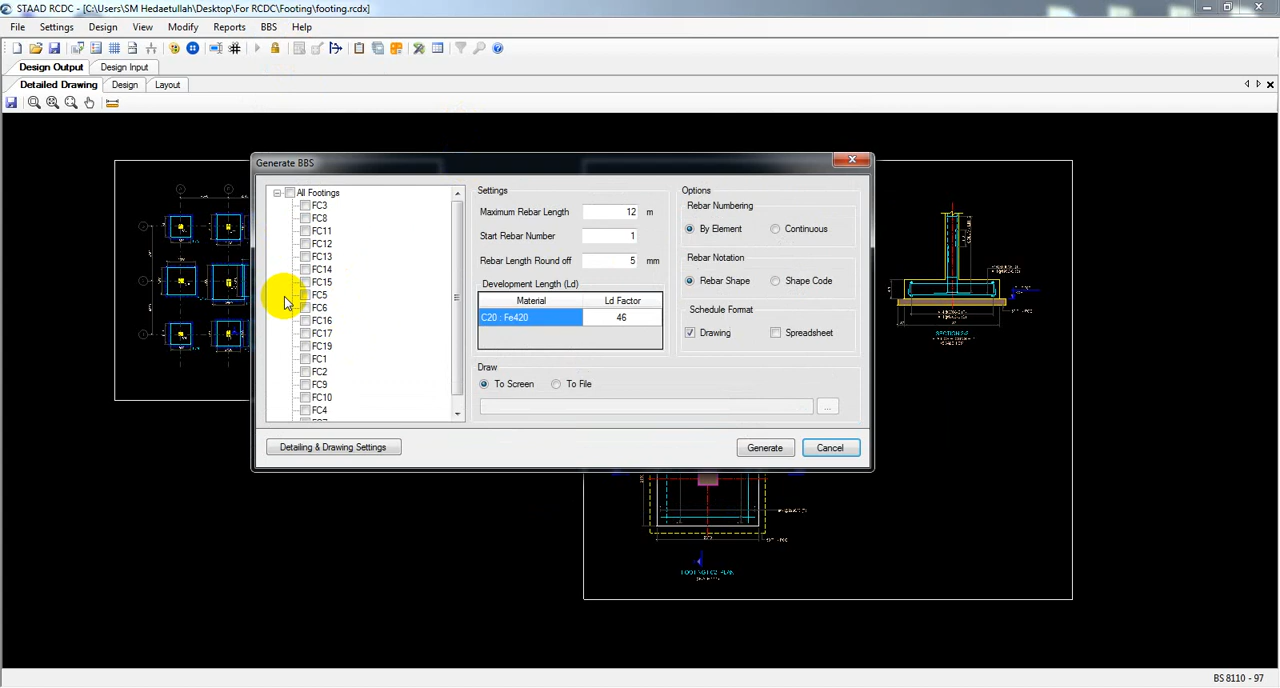 STAAD RCDC - [C:\Users\SM Hedaetullah\Desktop\For RCDC\Footing\footing.rcdx]
File Settings Design View Modify Reports BBS Help
Design Output Design Input
Detailed Drawing Design Layout
Generate BBS
All Footings
FC3
FC8
FC11
FC12
FC13
FC14
FC15
FC5
FC6
FC16
FC17
FC19
FC1
FC2
FC9
FC10
FC4
Settings
Maximum Rebar Length 12 m
Start Rebar Number 1
Rebar Length Round off 5 mm
Development Length (Ld)
Material Ld Factor
C20 : Fe420 46
Options
Rebar Numbering
By Element Continuous
Rebar Notation
Rebar Shape Shape Code
Schedule Format
Drawing Spreadsheet
Draw
To Screen To File
...
Detailing & Drawing Settings Generate Cancel
BS 8110 - 97